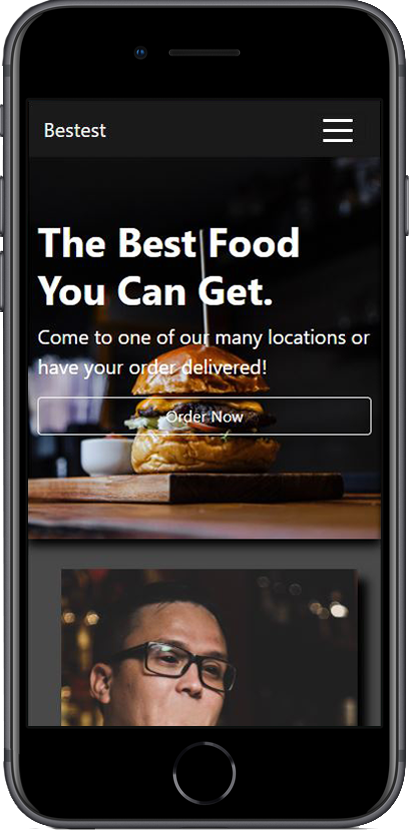 Bestest
The Best Food
You Can Get.
Come to one of our many locations or
have your order delivered!
Order Now